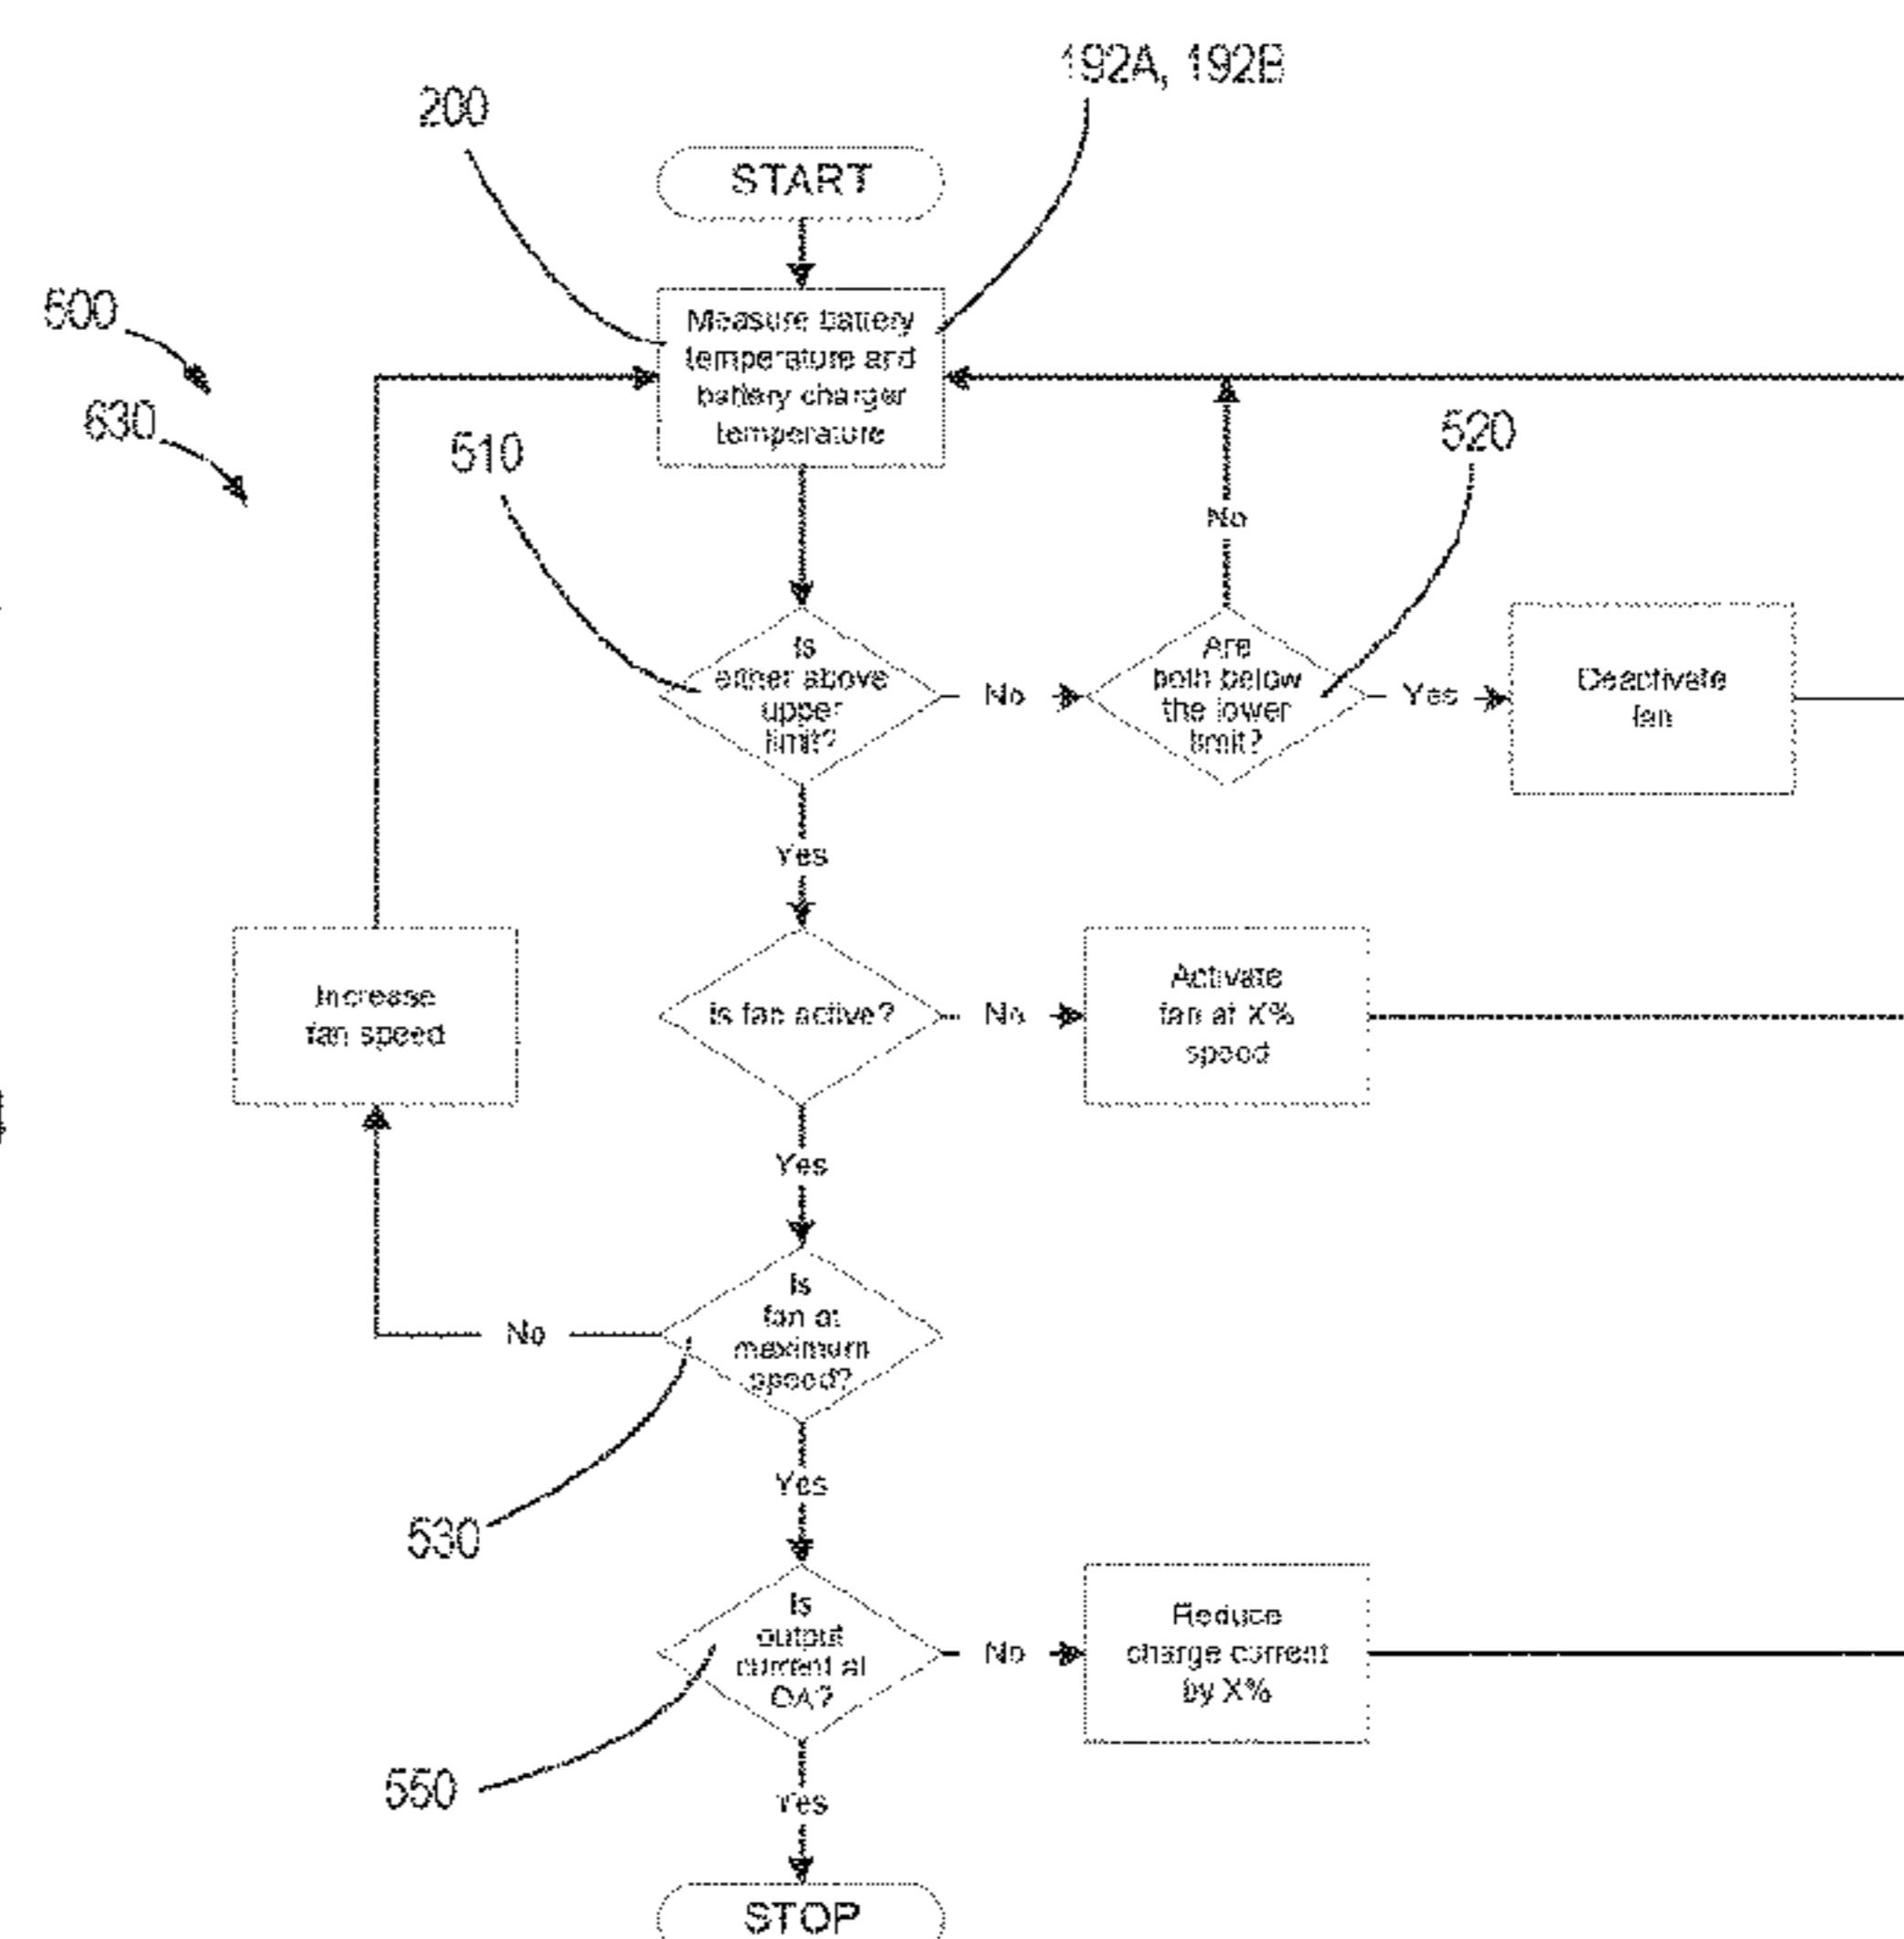 192A, 192B
200
START
500
Measure battery
temperature and
battery charger
temperature
630
510
520
No
Is
either above
upper
limit?
No
Are
both below
the lower
limit?
Yes
Deactivate
fan
Yes
Increase
fan speed
Is fan active?
No
Activate
fan at X%
speed
Yes
Is
fan at
maximum
speed?
No
Yes
530
Is
output
current at
0A?
No
Reduce
charge current
by X%
550
Yes
STOP